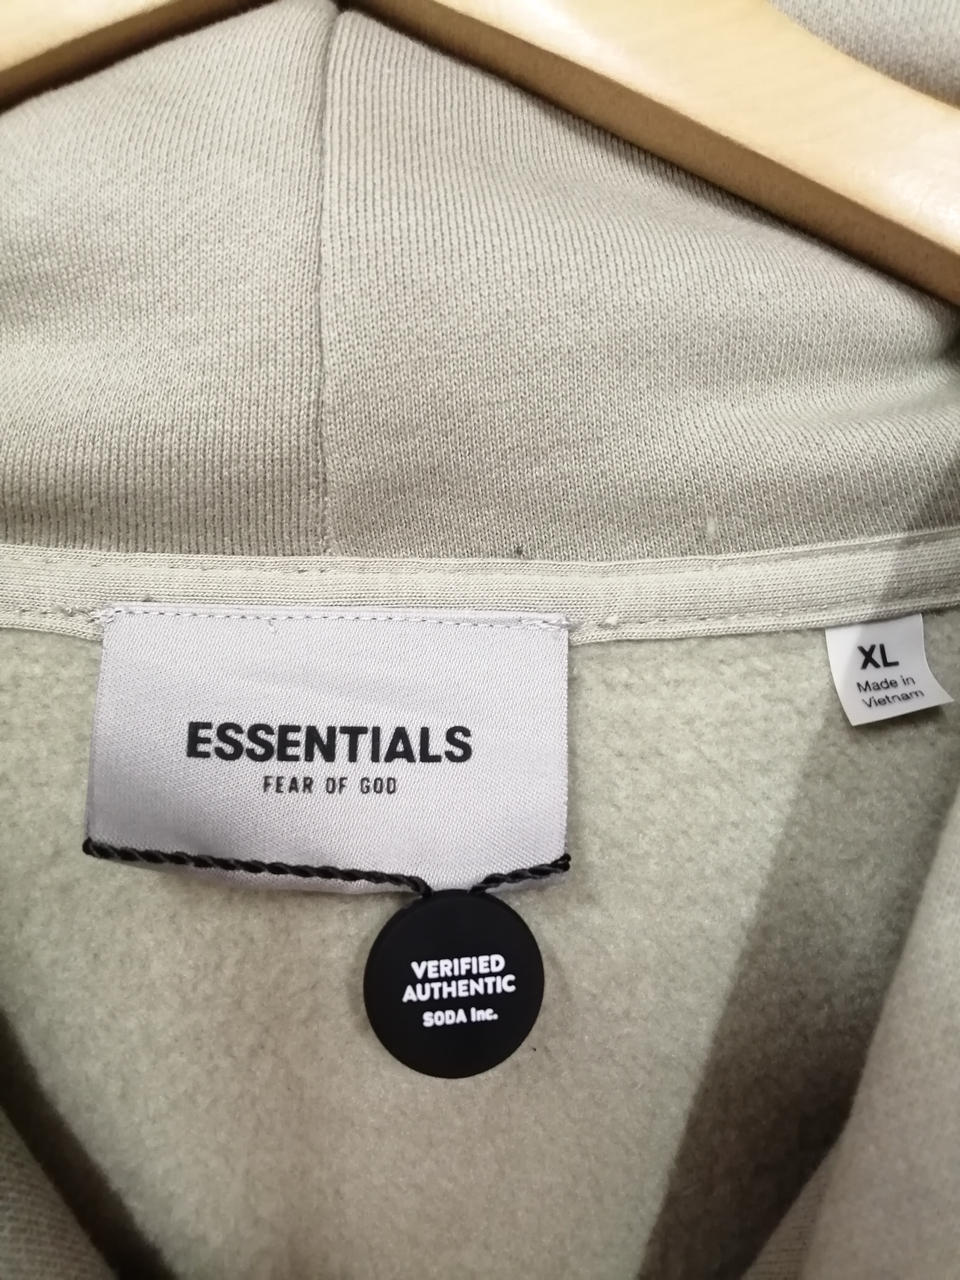 ESSENTIALS
FEAR OF GOD
XL
Made in
Vietnam
VERIFIED
AUTHENTIC
SODA Inc.